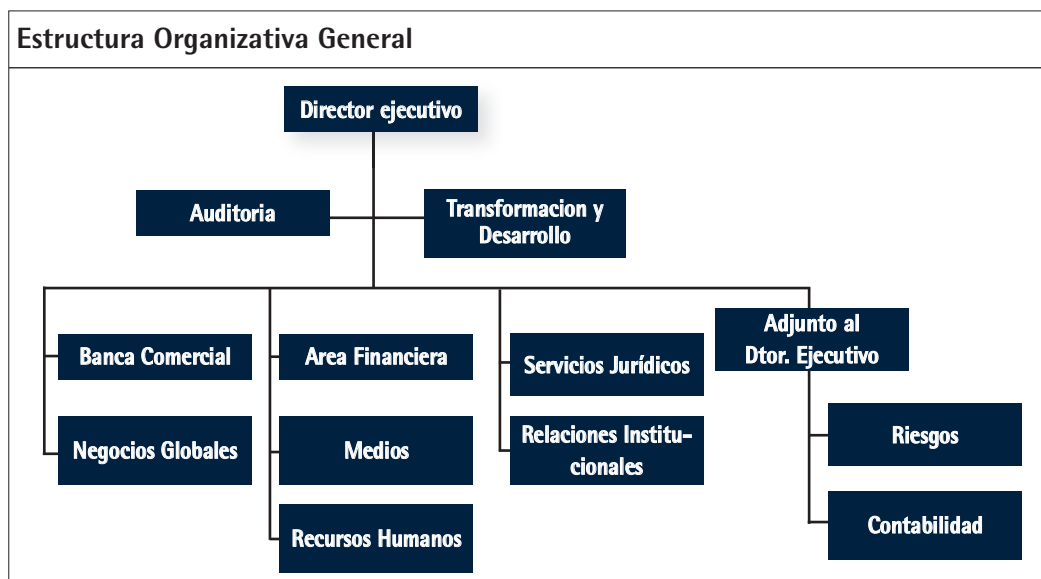 Estructura Organizativa General
Director ejecutivo
Auditoria
Transformacion y
Desarrollo
Banca Comercial
Negocios Globales
Area Financiera
Medios
Recursos Humanos
Servicios Jurídicos
Relaciones Institu-
cionales
Adjunto al
Dtor. Ejecutivo
Riesgos
Contabilidad